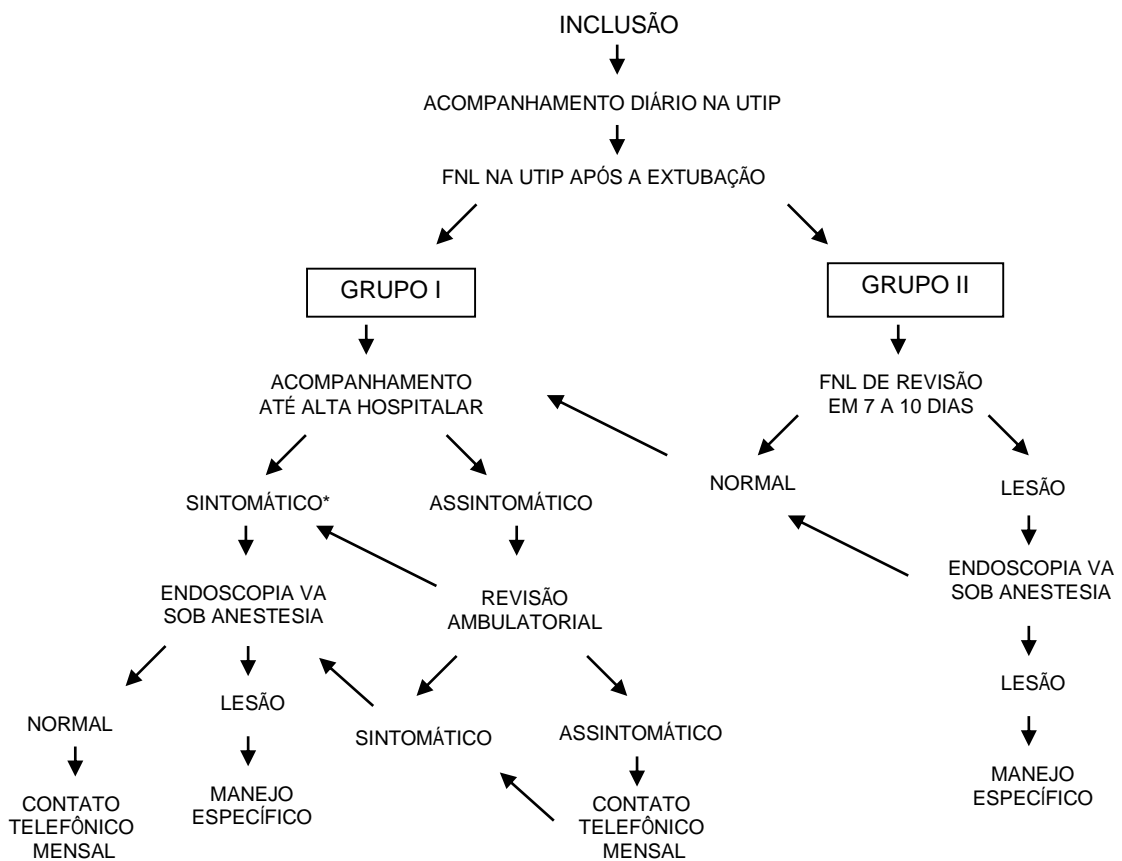 INCLUSÃO
ACOMPANHAMENTO DIÁRIO NA UTIP
FNL NA UTIP APÓS A EXTUBAÇÃO
GRUPO I
GRUPO II
ACOMPANHAMENTO
ATÉ ALTA HOSPITALAR
FNL DE REVISÃO
EM 7 A 10 DIAS
SINTOMÁTICO*
ASSINTOMÁTICO
NORMAL
LESÃO
ENDOSCOPIA VA
SOB ANESTESIA
REVISÃO
AMBULATORIAL
ENDOSCOPIA VA
SOB ANESTESIA
NORMAL
LESÃO
SINTOMÁTICO
ASSINTOMÁTICO
LESÃO
CONTATO
TELEFÔNICO
MENSAL
MANEJO
ESPECÍFICO
CONTATO
TELEFÔNICO
MENSAL
MANEJO
ESPECÍFICO